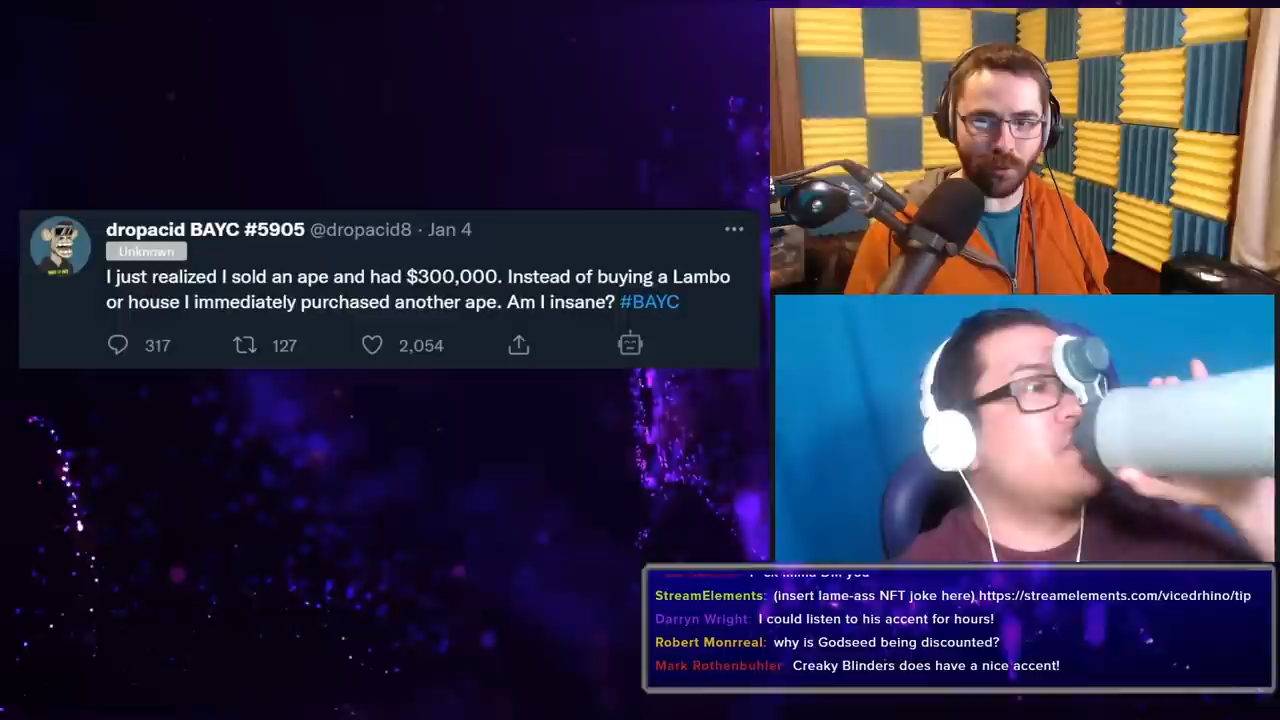 dropacid BAYC #5905 @dropacid8 · Jan 4
Unknown
I just realized I sold an ape and had $300,000. Instead of buying a Lambo
or house I immediately purchased another ape. Am I insane? #BAYC
317 127 2,054
StreamElements: (insert lame-ass NFT joke here) https://streamelements.com/vicedrhino/tip
Darryn Wright: I could listen to his accent for hours!
Robert Monrreal: why is Godseed being discounted?
Mark Rothenbuhler Creaky Blinders does have a nice accent!